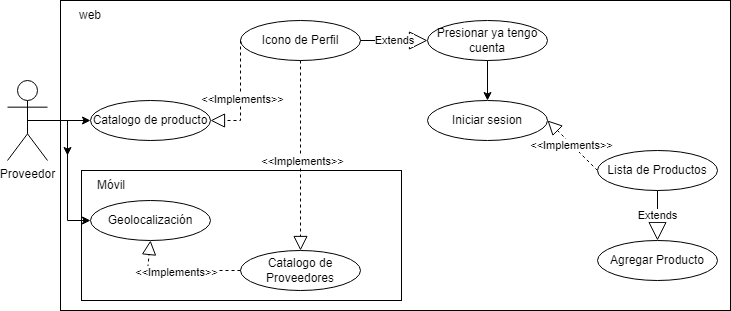 web
Icono de Perfil
Extends
Presionar ya tengo
cuenta
<<Implements>>
Catalogo de producto
Iniciar sesion
<<Implements>>
<<Implements>>
Lista de Productos
Proveedor
Móvil
Geolocalización
Extends
Catalogo de
Proveedores
<<Implements>>
Agregar Producto